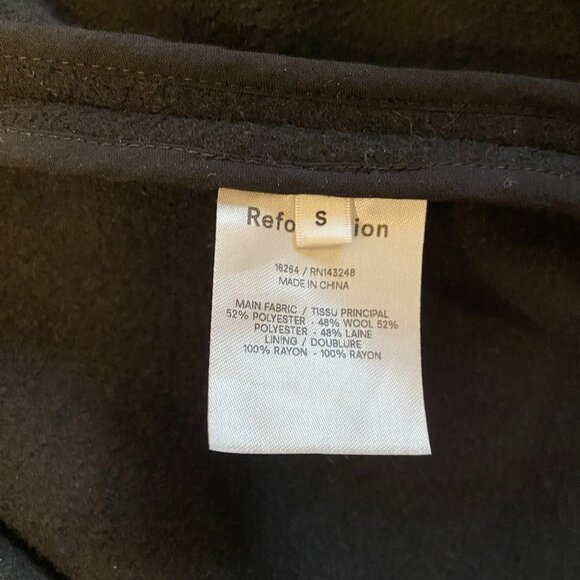 Refo S ion
16264 / RN143248
MADE IN CHINA
MAIN FABRIC / TISSU PRINCIPAL
52% POLYESTER - 48% WOOL 52%
POLYESTER - 48% LAINE
LINING / DOUBLURE
100% RAYON - 100% RAYON